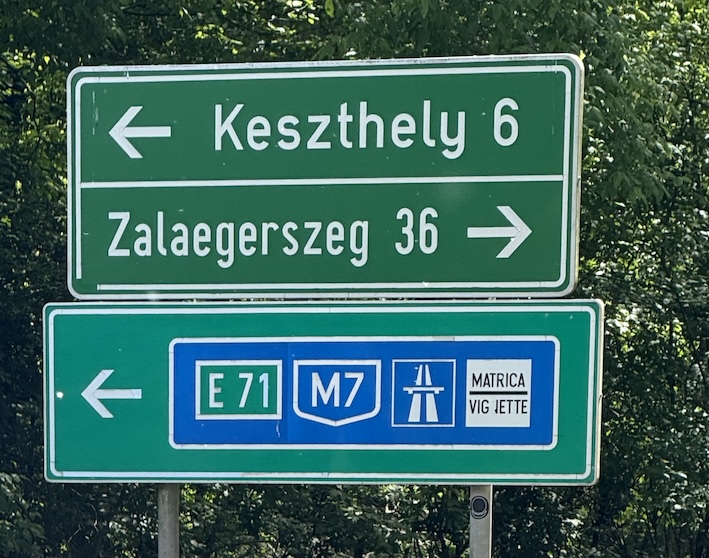 Keszthely 6
Zalaegerszeg 36
E 71
M7
MATRICA
VIGNETTE